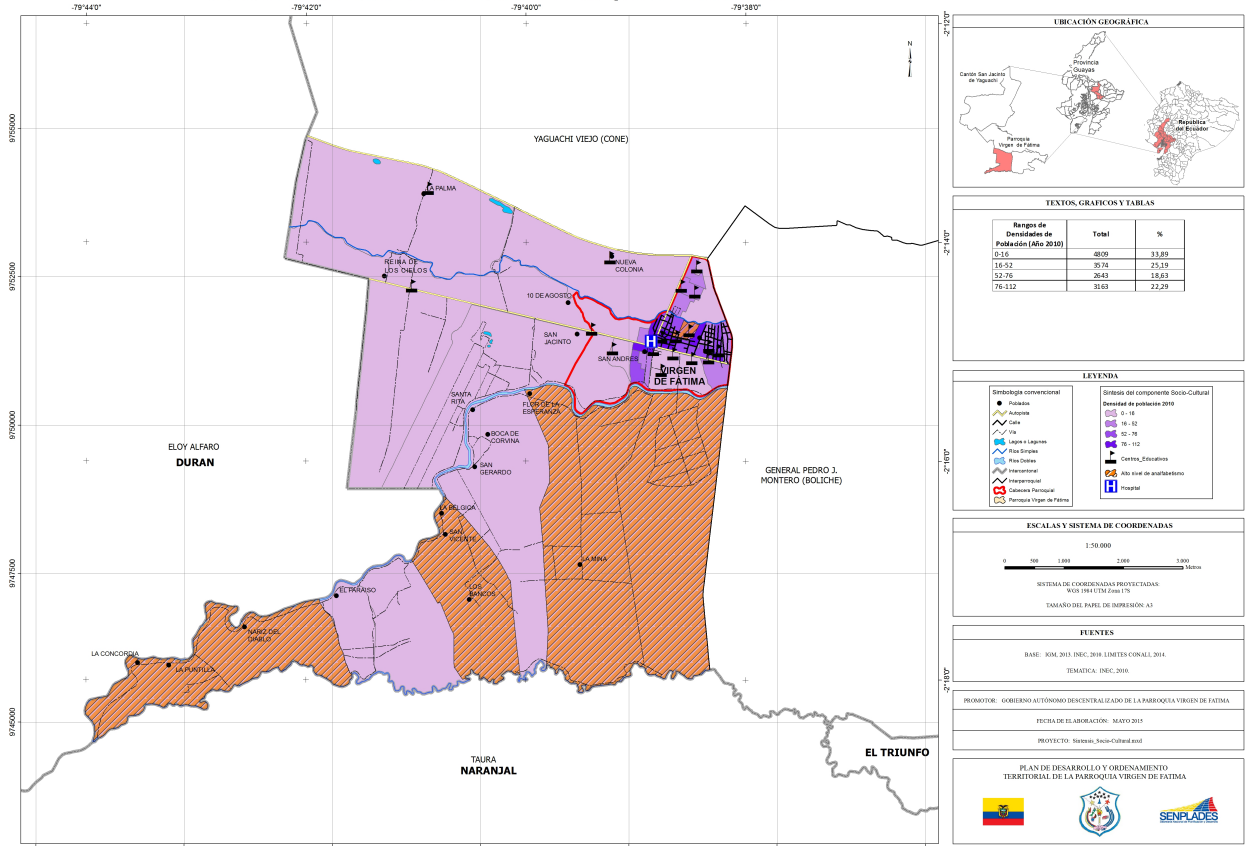 -79°44'0"
-79°42'0"
-79°40'0"
-79°38'0"
-2°12'0"
-2°14'0"
-2°16'0"
-2°18'0"
9755000
9752500
9750000
9747500
9745000
N
YAGUACHI VIEJO (CONE)
LA PALMA
REINA DE
LOS CIELOS
NUEVA
COLONIA
10 DE AGOSTO
SAN
JACINTO
SAN ANDRES
VIRGEN
DE FÁTIMA
SANTA
RITA
FLOR DE LA
ESPERANZA
BOCA DE
CORVINA
SAN
GERARDO
ELOY ALFARO
DURAN
GENERAL PEDRO J.
MONTERO (BOLICHE)
LA BELGICA
SAN
VICENTE
LA MINA
LOS
BANCOS
EL PARAISO
NARIZ DEL
DIABLO
LA CONCORDIA
LA PUNTILLA
TAURA
NARANJAL
EL TRIUNFO
UBICACIÓN GEOGRÁFICA
Provincia
Guayas
Cantón San Jacinto
de Yaguachi
República
del Ecuador
Parroquia
Virgen de Fátima
TEXTOS, GRAFICOS Y TABLAS
Rangos de
Densidades de
Población (Año 2010) Total %
0-16 4809 33,89
16-52 3574 25,19
52-76 2643 18,63
76-112 3163 22,29
LEYENDA
Simbología convencional
Poblados
Autopista
Calle
Vía
Lagos o Lagunes
Ríos Simples
Ríos Dobles
Intercantonal
Interparroquial
Cabecera Parroquial
Parroquia Virgen de Fátima
Síntesis del componente Socio-Cultural
Densidad de población 2010
0 - 16
16 - 52
52 - 76
76 - 112
Centros_Educativos
Alto nivel de analfabetismo
H Hospital
H
ESCALAS Y SISTEMA DE COORDENADAS
1:50.000
0 500 1.000 2.000 3.000
Metros
SISTEMA DE COORDENADAS PROYECTADAS:
WGS 1984 UTM Zona 17S
TAMAÑO DEL PAPEL DE IMPRESIÓN: A3
FUENTES
BASE: IGM, 2013. INEC, 2010. LIMITES CONALI, 2014.
TEMATICA: INEC, 2010.
PROMOTOR: GOBIERNO AUTÓNOMO DESCENTRALIZADO DE LA PARROQUIA VIRGEN DE FATIMA
FECHA DE ELABORACIÓN: MAYO 2015
PROYECTO: Sintensis_Socio-Cultural.mxd
PLAN DE DESARROLLO Y ORDENAMIENTO
TERRITORIAL DE LA PARROQUIA VIRGEN DE FATIMA
SENPLADES